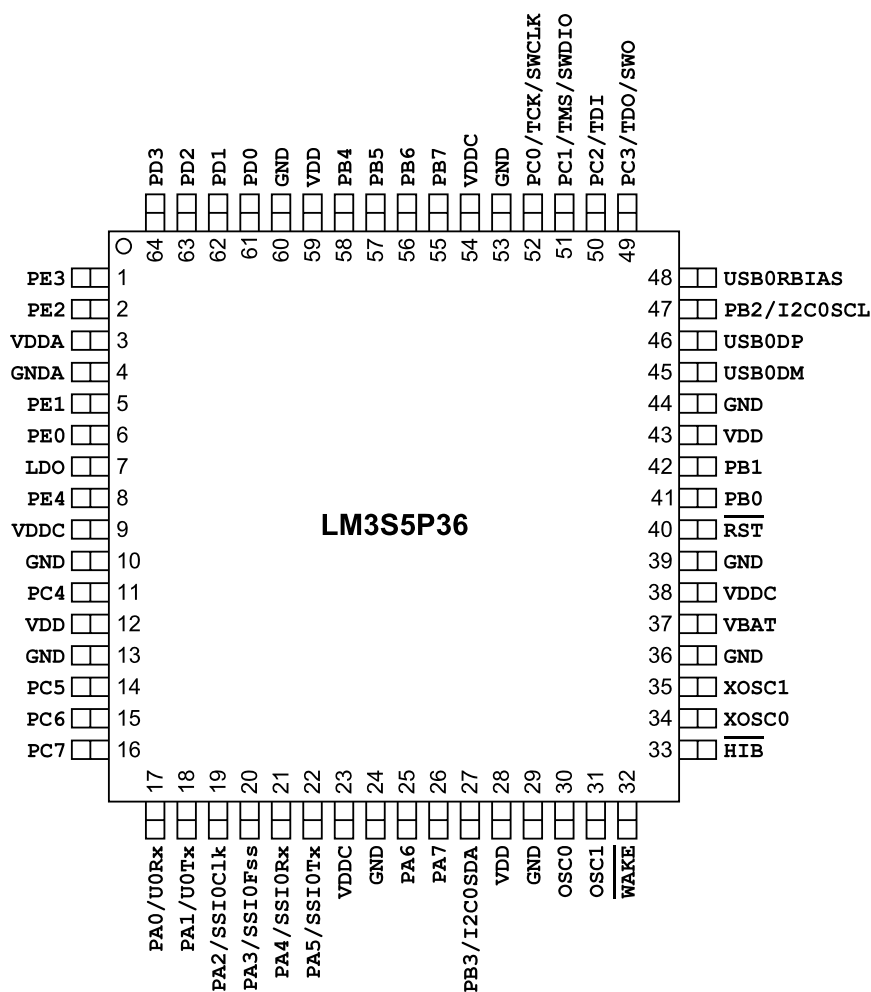 PC0/TCK/SWCLK
PC1/TMS/SWDIO
PC2/TDI
PC3/TDO/SWO
PD3 PD2 PD1 PD0 GND VDD PB4 PB5 PB6 PB7 VDDC GND
64 63 62 61 60 59 58 57 56 55 54 53 52 51 50 49
PE3 1 48 USB0RBIAS
PE2 2 47 PB2/I2C0SCL
VDDA 3 46 USB0DP
GNDA 4 45 USB0DM
PE1 5 44 GND
PE0 6 43 VDD
LDO 7 42 PB1
PE4 8 41 PB0
VDDC 9 40 RST
GND 10 39 GND
PC4 11 38 VDDC
VDD 12 37 VBAT
GND 13 36 GND
PC5 14 35 XOSC1
PC6 15 34 XOSC0
PC7 16 33 HIB
LM3S5P36
17 18 19 20 21 22 23 24 25 26 27 28 29 30 31 32
PA0/U0Rx
PA1/U0Tx
PA2/SSI0Clk
PA3/SSI0Fss
PA4/SSI0Rx
PA5/SSI0Tx
VDDC
GND
PA6
PA7
PB3/I2C0SDA
VDD
GND
OSC0
OSC1
WAKE